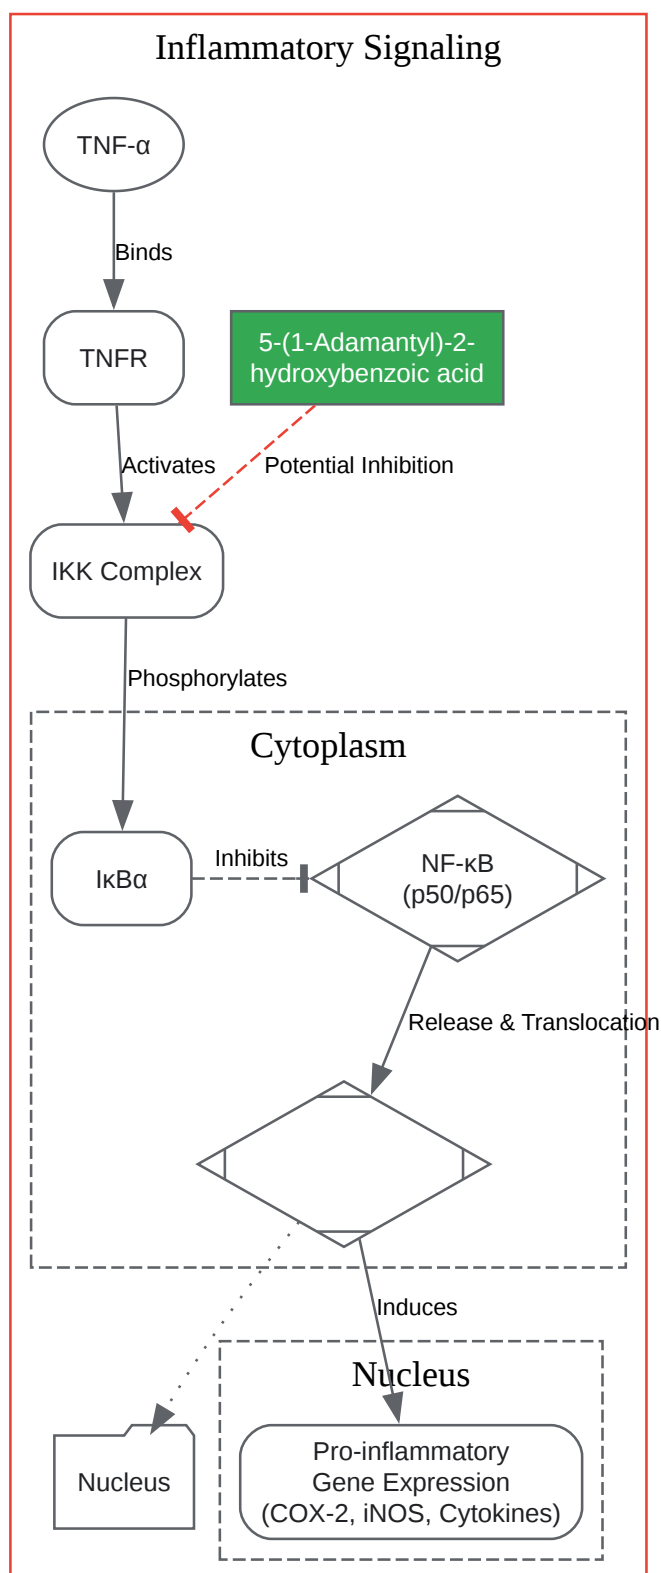 Inflammatory Signaling
TNF-α
Binds
TNFR
5-(1-Adamantyl)-2-
hydroxybenzoic acid
Activates
Potential Inhibition
IKK Complex
Phosphorylates
Cytoplasm
IκBα
Inhibits
NF-κB
(p50/p65)
Release & Translocation
Induces
Nucleus
Nucleus
Pro-inflammatory
Gene Expression
(COX-2, iNOS, Cytokines)